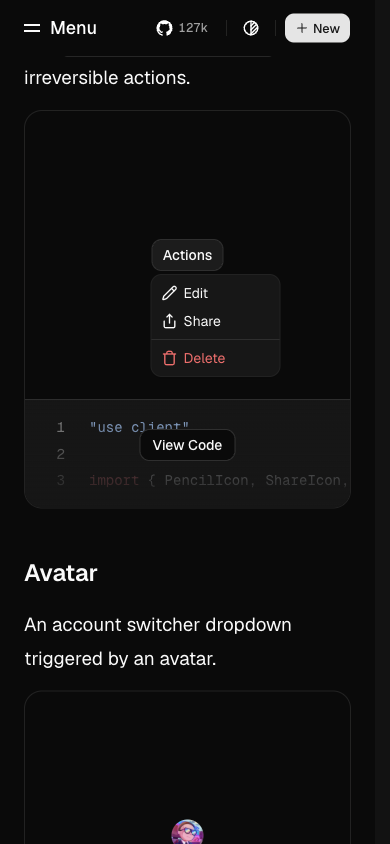 Menu
127k
New
irreversible actions.
Actions
Edit
Share
Delete
1 "use client"
View Code
2
3 import { PencilIcon, ShareIcon,
Avatar
An account switcher dropdown
triggered by an avatar.